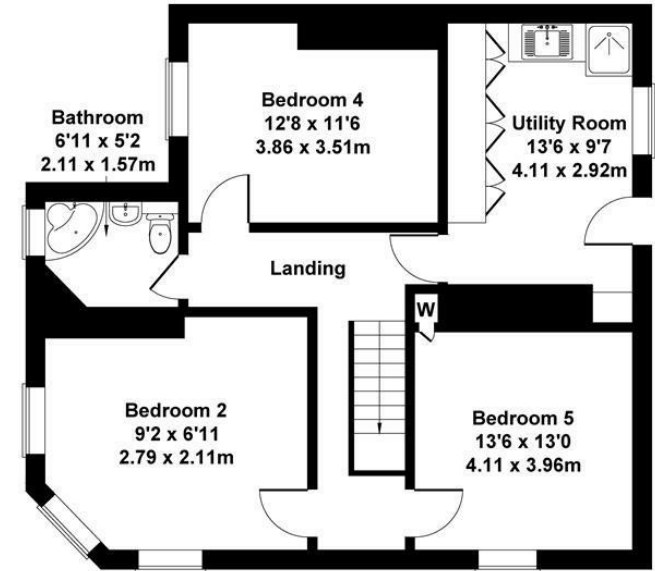 Bathroom
6'11 x 5'2
2.11 x 1.57m
Bedroom 4
12'8 x 11'6
3.86 x 3.51m
Utility Room
13'6 x 9'7
4.11 x 2.92m
Landing
W
Bedroom 2
9'2 x 6'11
2.79 x 2.11m
Bedroom 5
13'6 x 13'0
4.11 x 3.96m